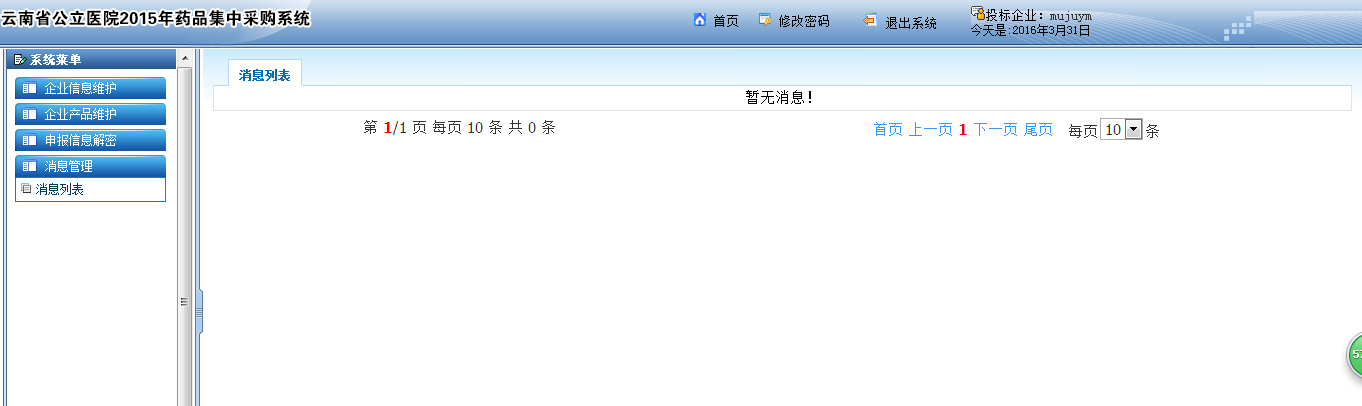 云南省公立医院2015年药品集中采购系统
首页 修改密码 退出系统
投标企业：mujuym
今天是:2016年3月31日
系统菜单
企业信息维护
企业产品维护
申报信息解密
消息管理
消息列表
消息列表
暂无消息！
第 1/1 页 每页 10 条 共 0 条
首页 上一页 1 下一页 尾页 每页 10 条